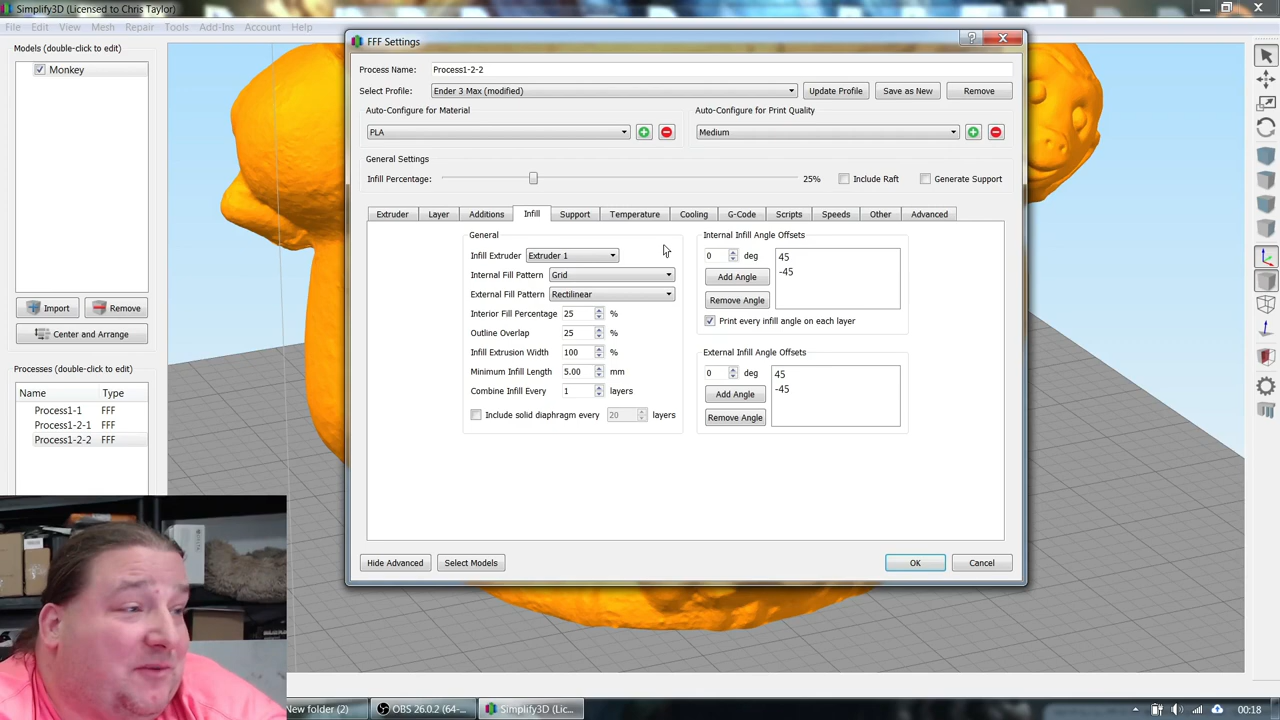 Simplify3D (Licensed to Chris Taylor)
File Edit View Mesh Repair Tools Add-Ins Account Help
Models (double-click to edit)
Monkey
Import Remove
Center and Arrange
Processes (double-click to edit)
Name Type
Process1-1 FFF
Process1-2-1 FFF
Process1-2-2 FFF
FFF Settings
Process Name: Process1-2-2
Select Profile: Ender 3 Max (modified) Update Profile Save as New Remove
Auto-Configure for Material Auto-Configure for Print Quality
PLA Medium
General Settings
Infill Percentage: 25% Include Raft Generate Support
Extruder Layer Additions Infill Support Temperature Cooling G-Code Scripts Speeds Other Advanced
General
Infill Extruder Extruder 1
Internal Fill Pattern Grid
External Fill Pattern Rectilinear
Interior Fill Percentage 25 %
Outline Overlap 25 %
Infill Extrusion Width 100 %
Minimum Infill Length 5.00 mm
Combine Infill Every 1 layers
Include solid diaphragm every 20 layers
Internal Infill Angle Offsets
0 deg 45
-45
Add Angle
Remove Angle
Print every infill angle on each layer
External Infill Angle Offsets
0 deg 45
-45
Add Angle
Remove Angle
Hide Advanced Select Models OK Cancel
New folder (2) OBS 26.0.2 (64-... Simplify3D (Lic... 00:18